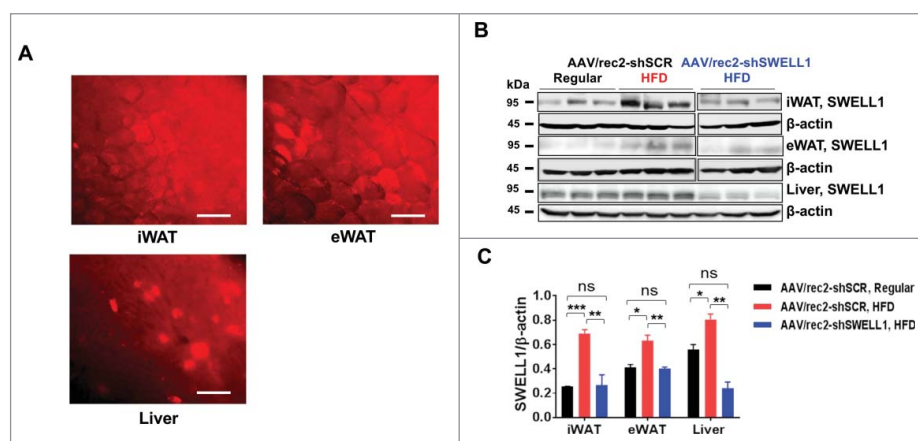 A
iWAT
eWAT
Liver
B
AAV/rec2-shSCR AAV/rec2-shSWELL1
Regular HFD HFD
kDa
95 iWAT, SWELL1
45 β-actin
95 eWAT, SWELL1
45 β-actin
95 Liver, SWELL1
45 β-actin
C
ns ns ns
*** ** * ** * **
AAV/rec2-shSCR, Regular
AAV/rec2-shSCR, HFD
AAV/rec2-shSWELL1, HFD
SWELL1/β-actin
1.0
0.8
0.6
0.4
0.2
0.0
iWAT eWAT Liver